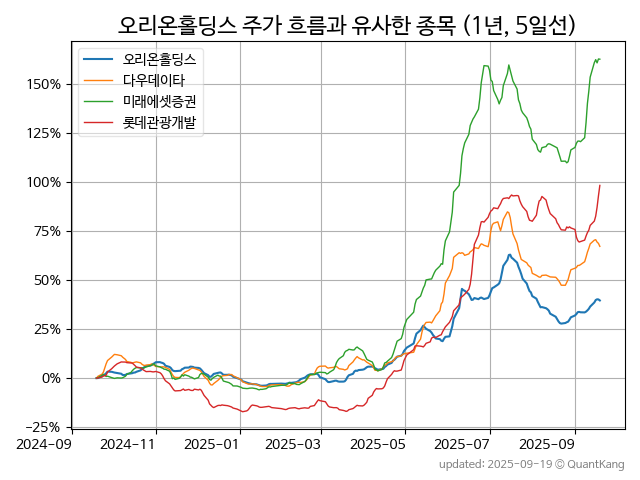 오리온홀딩스 주가 흐름과 유사한 종목 (1년, 5일선)
오리온홀딩스
다우데이타
미래에셋증권
롯데관광개발
150%
125%
100%
75%
50%
25%
0%
−25%
2024-09
2024-11
2025-01
2025-03
2025-05
2025-07
2025-09
updated: 2025-09-19 © QuantKang